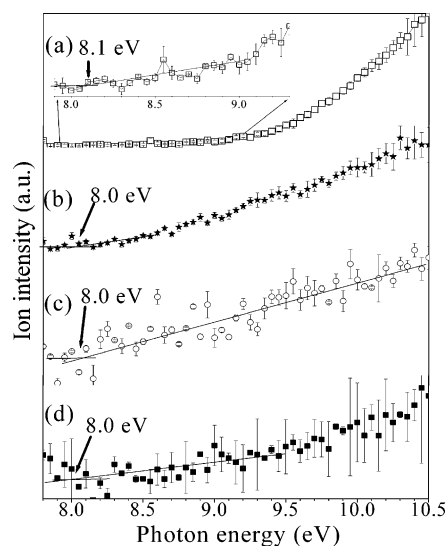 (a)
8.1 eV
8.0 8.5 9.0
(b)
8.0 eV
(c)
8.0 eV
(d)
8.0 eV
Ion intensity (a.u.)
8.0 8.5 9.0 9.5 10.0 10.5
Photon energy (eV)